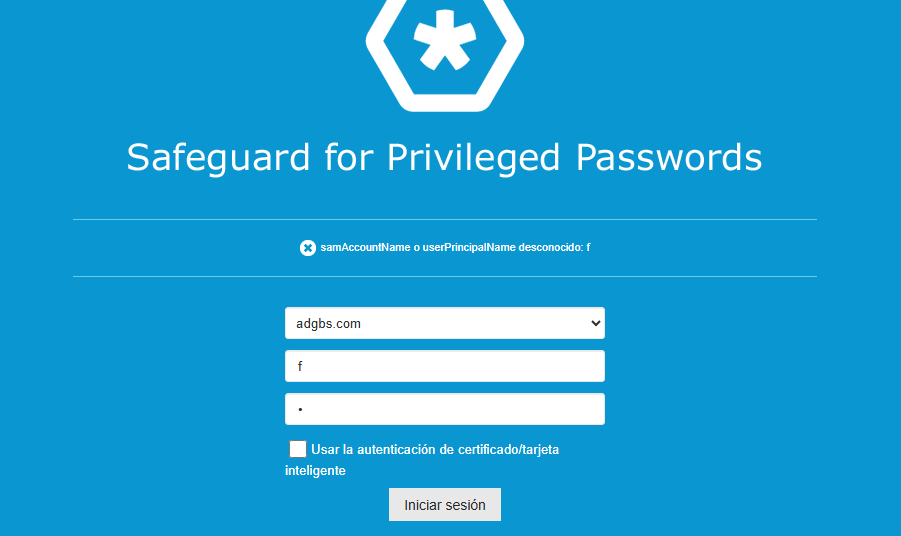 Safeguard for Privileged Passwords
samAccountName o userPrincipalName desconocido: f
adgbs.com
f
•
Usar la autenticación de certificado/tarjeta
inteligente
Iniciar sesión